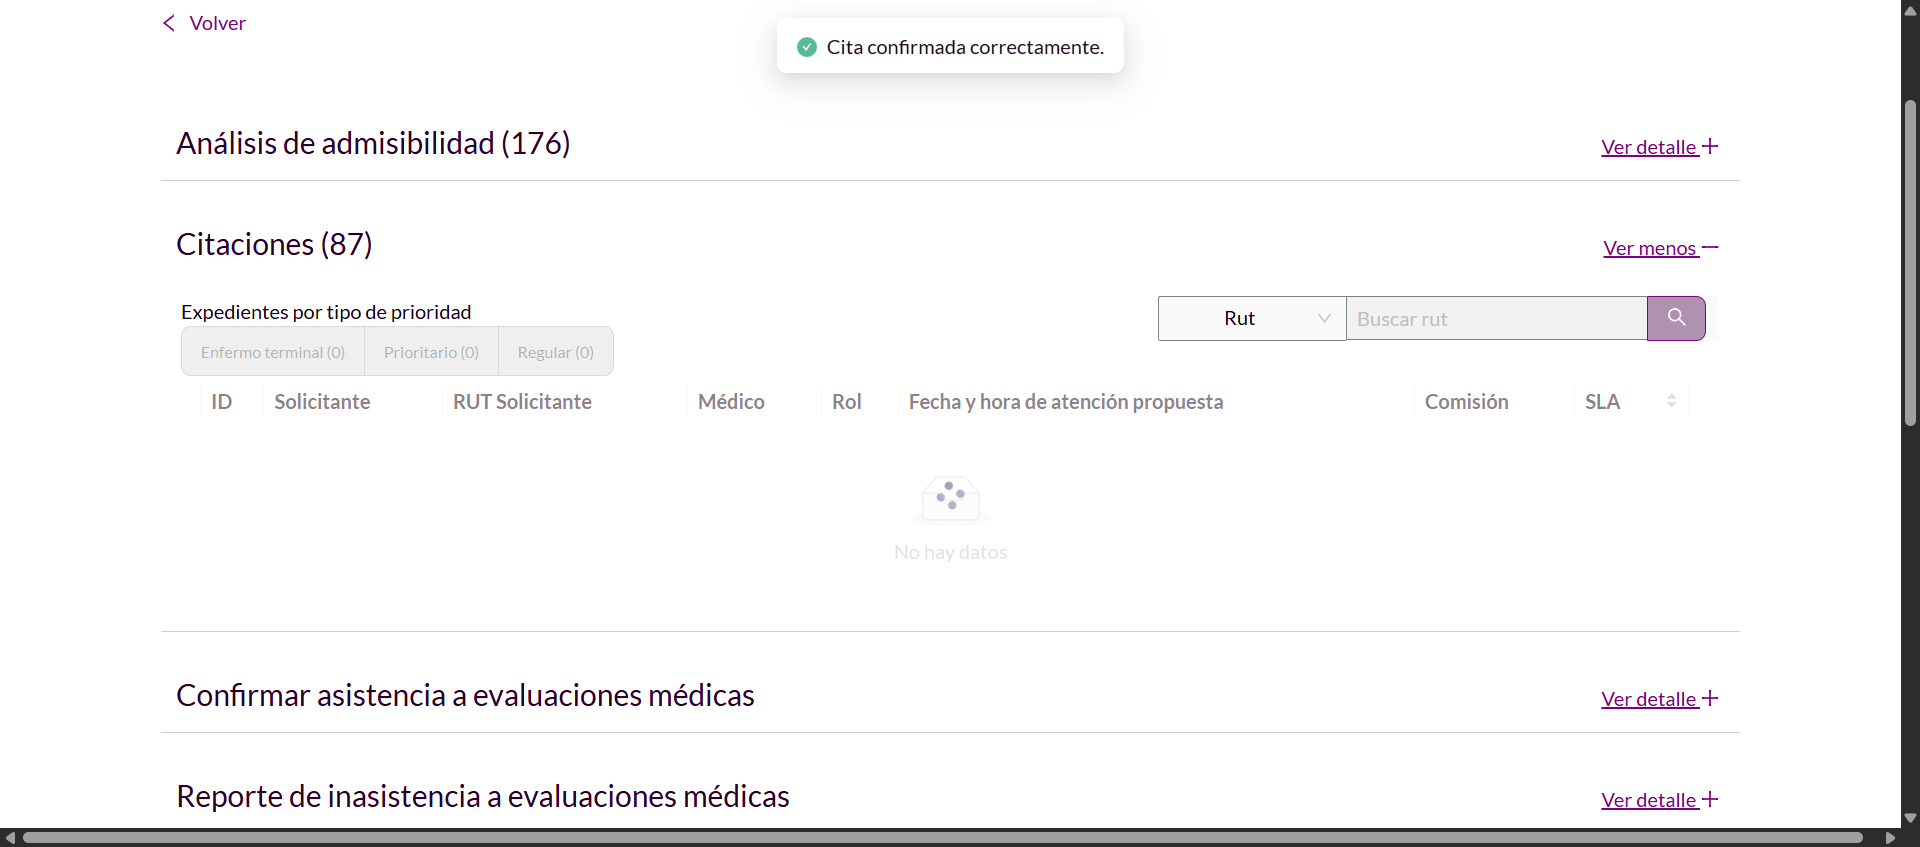 Volver
Cita confirmada correctamente.
Análisis de admisibilidad (176)
Ver detalle
Citaciones (87)
Ver menos
Expedientes por tipo de prioridad
Rut
Buscar rut
Enfermo terminal (0)
Prioritario (0)
Regular (0)
ID
Solicitante
RUT Solicitante
Médico
Rol
Fecha y hora de atención propuesta
Comisión
SLA
No hay datos
Confirmar asistencia a evaluaciones médicas
Ver detalle
Reporte de inasistencia a evaluaciones médicas
Ver detalle